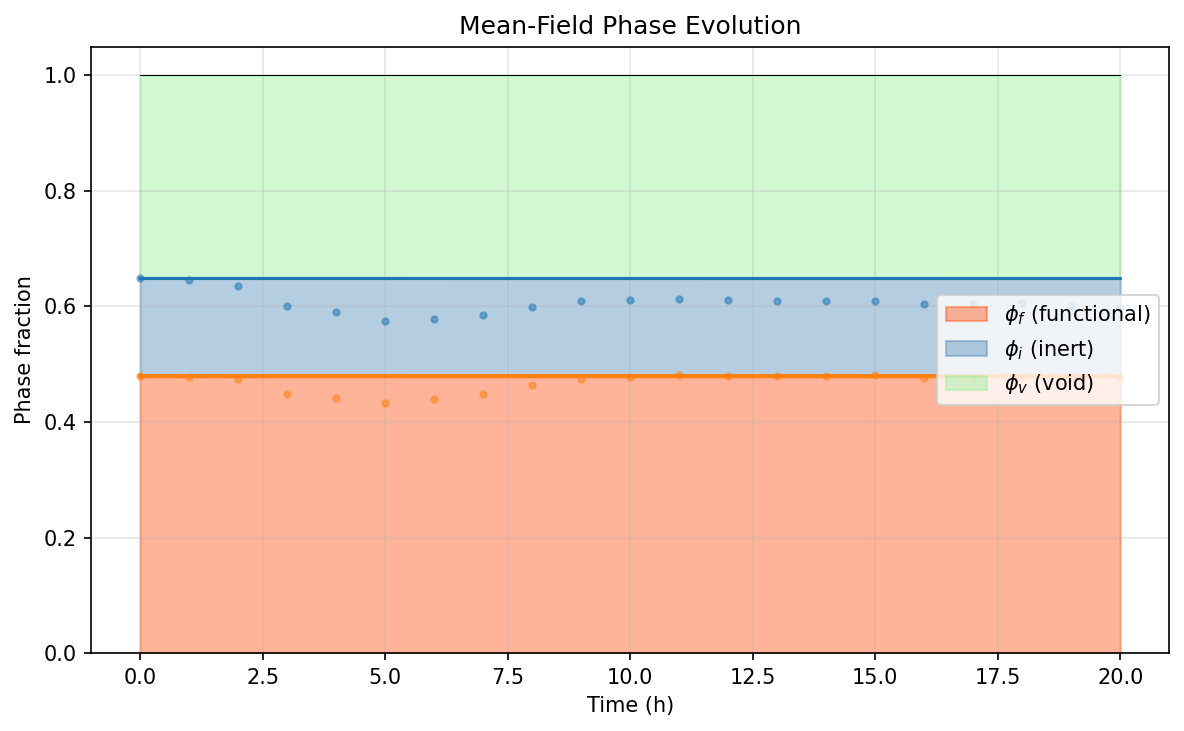 Mean-Field Phase Evolution
Phase fraction
1.0
0.8
0.6
0.4
0.2
0.0
ϕf (functional)
ϕi (inert)
ϕv (void)
0.0 2.5 5.0 7.5 10.0 12.5 15.0 17.5 20.0
Time (h)